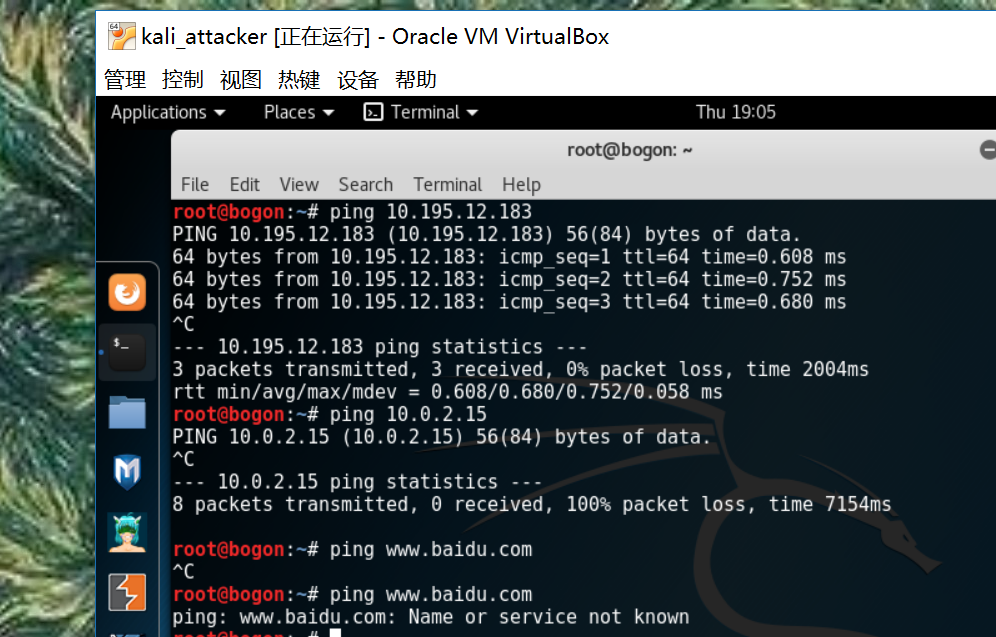 64
kali_attacker [正在运行] - Oracle VM VirtualBox
管理 控制 视图 热键 设备 帮助
Applications Places Terminal Thu 19:05
root@bogon: ~
File Edit View Search Terminal Help
root@bogon:~# ping 10.195.12.183
PING 10.195.12.183 (10.195.12.183) 56(84) bytes of data.
64 bytes from 10.195.12.183: icmp_seq=1 ttl=64 time=0.608 ms
64 bytes from 10.195.12.183: icmp_seq=2 ttl=64 time=0.752 ms
64 bytes from 10.195.12.183: icmp_seq=3 ttl=64 time=0.680 ms
^C
--- 10.195.12.183 ping statistics ---
3 packets transmitted, 3 received, 0% packet loss, time 2004ms
rtt min/avg/max/mdev = 0.608/0.680/0.752/0.058 ms
root@bogon:~# ping 10.0.2.15
PING 10.0.2.15 (10.0.2.15) 56(84) bytes of data.
^C
--- 10.0.2.15 ping statistics ---
8 packets transmitted, 0 received, 100% packet loss, time 7154ms
root@bogon:~# ping www.baidu.com
^C
root@bogon:~# ping www.baidu.com
ping: www.baidu.com: Name or service not known
root@bogon:~#